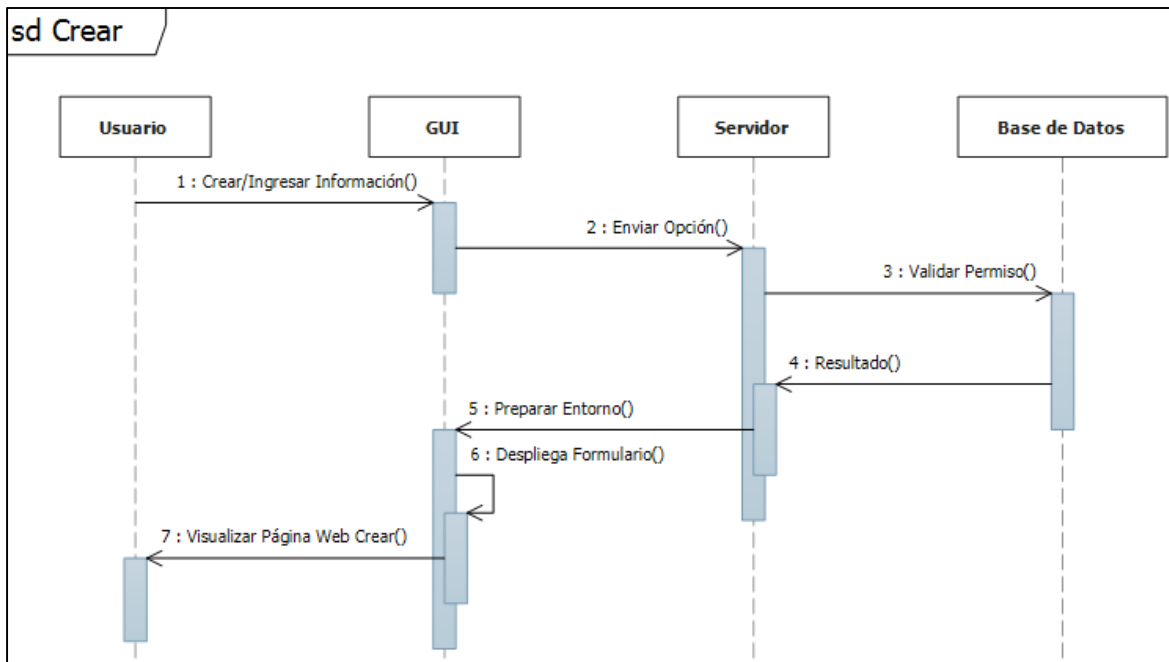 sd Crear
Usuario
GUI
Servidor
Base de Datos
1 : Crear/Ingresar Información()
2 : Enviar Opción()
3 : Validar Permiso()
4 : Resultado()
5 : Preparar Entorno()
6 : Despliega Formulario()
7 : Visualizar Página Web Crear()